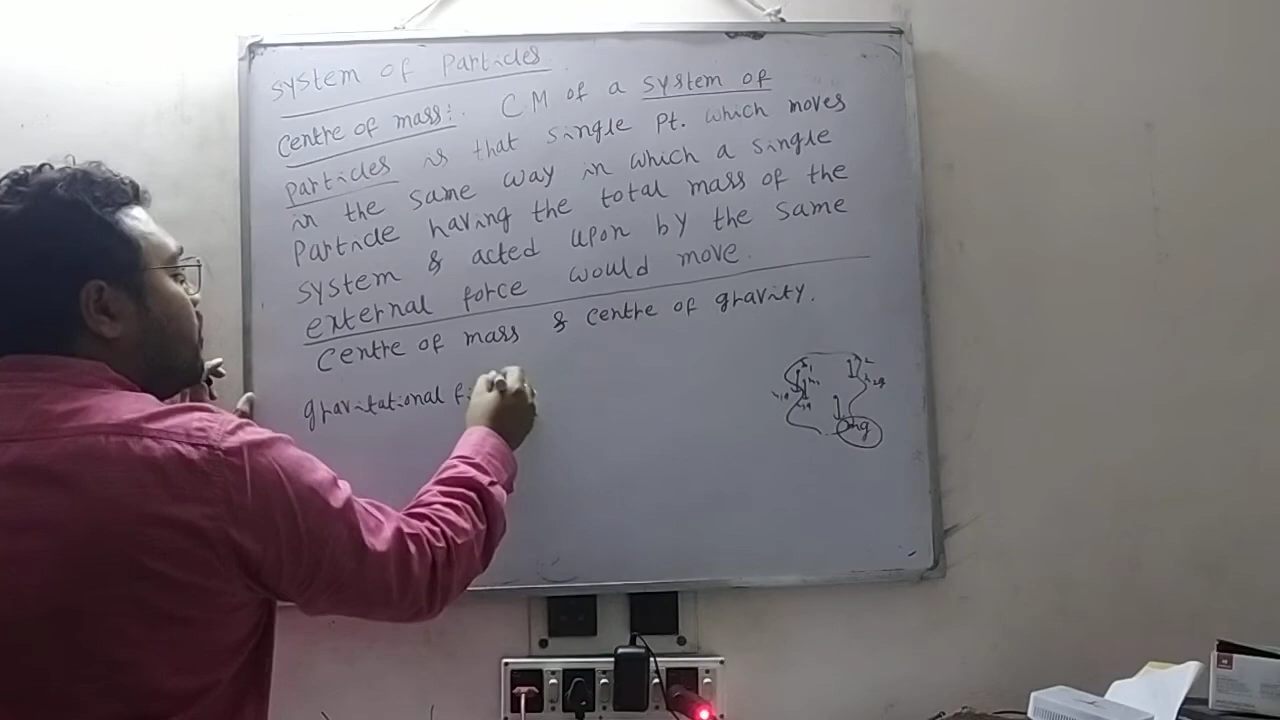 System of Particles
Centre of mass:. CM of a system of
Particles is that single Pt. which moves
in the same way in which a single
Particle having the total mass of the
system & acted upon by the same
external force would move.
Centre of mass & centre of gravity.
gravitational f
mg